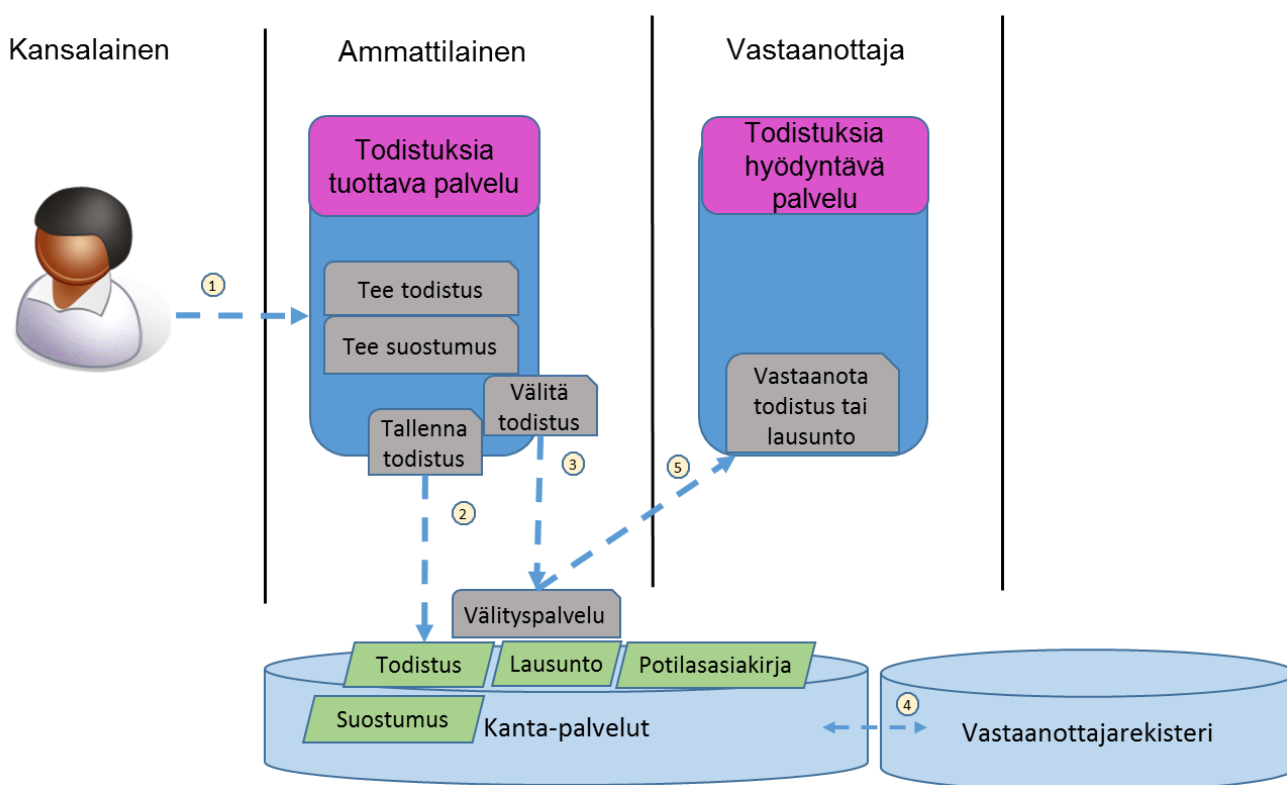 Kansalainen
Ammattilainen
Vastaanottaja
Todistuksia
tuottava palvelu
Todistuksia
hyödyntävä
palvelu
1
Tee todistus
Tee suostumus
Välitä
todistus
Tallenna
todistus
Vastaanota
todistus tai
lausunto
3
5
2
Välityspalvelu
Todistus
Lausunto
Potilasasiakirja
Suostumus
Kanta-palvelut
4
Vastaanottajarekisteri